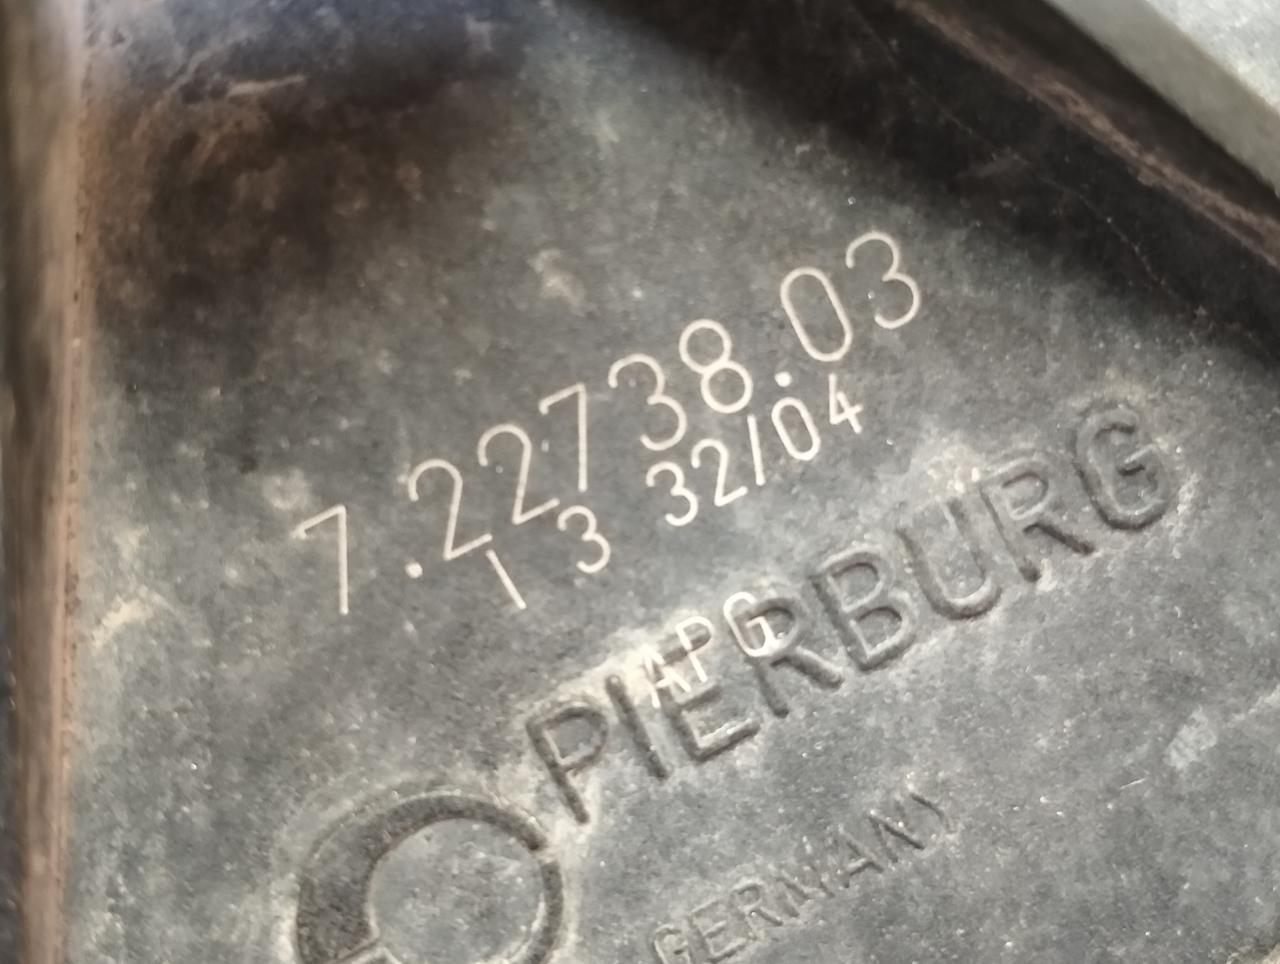 7.22738.03
1 3 32/04
APG
PIERBURG
GERMANY